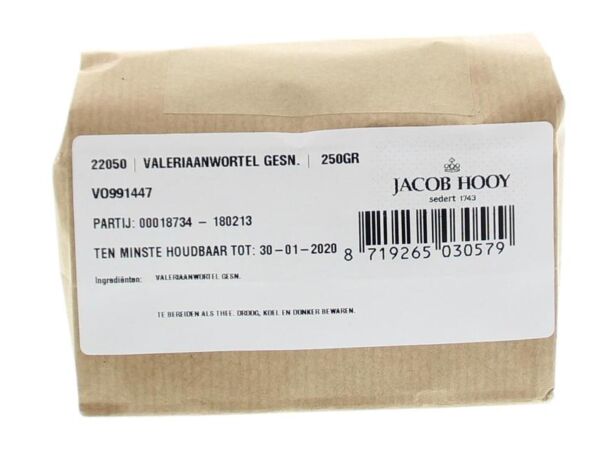 22050 | VALERIAANWORTEL GESN. | 250GR
VO991447
PARTIJ: 00018734 - 180213
TEN MINSTE HOUDBAAR TOT: 30-01-2020
Ingrediënten: VALERIAANWORTEL GESN.
TE BEREIDEN ALS THEE. DROOG, KOEL EN DONKER BEWAREN.
JACOB HOOY
sedert 1743
8 719265 030579